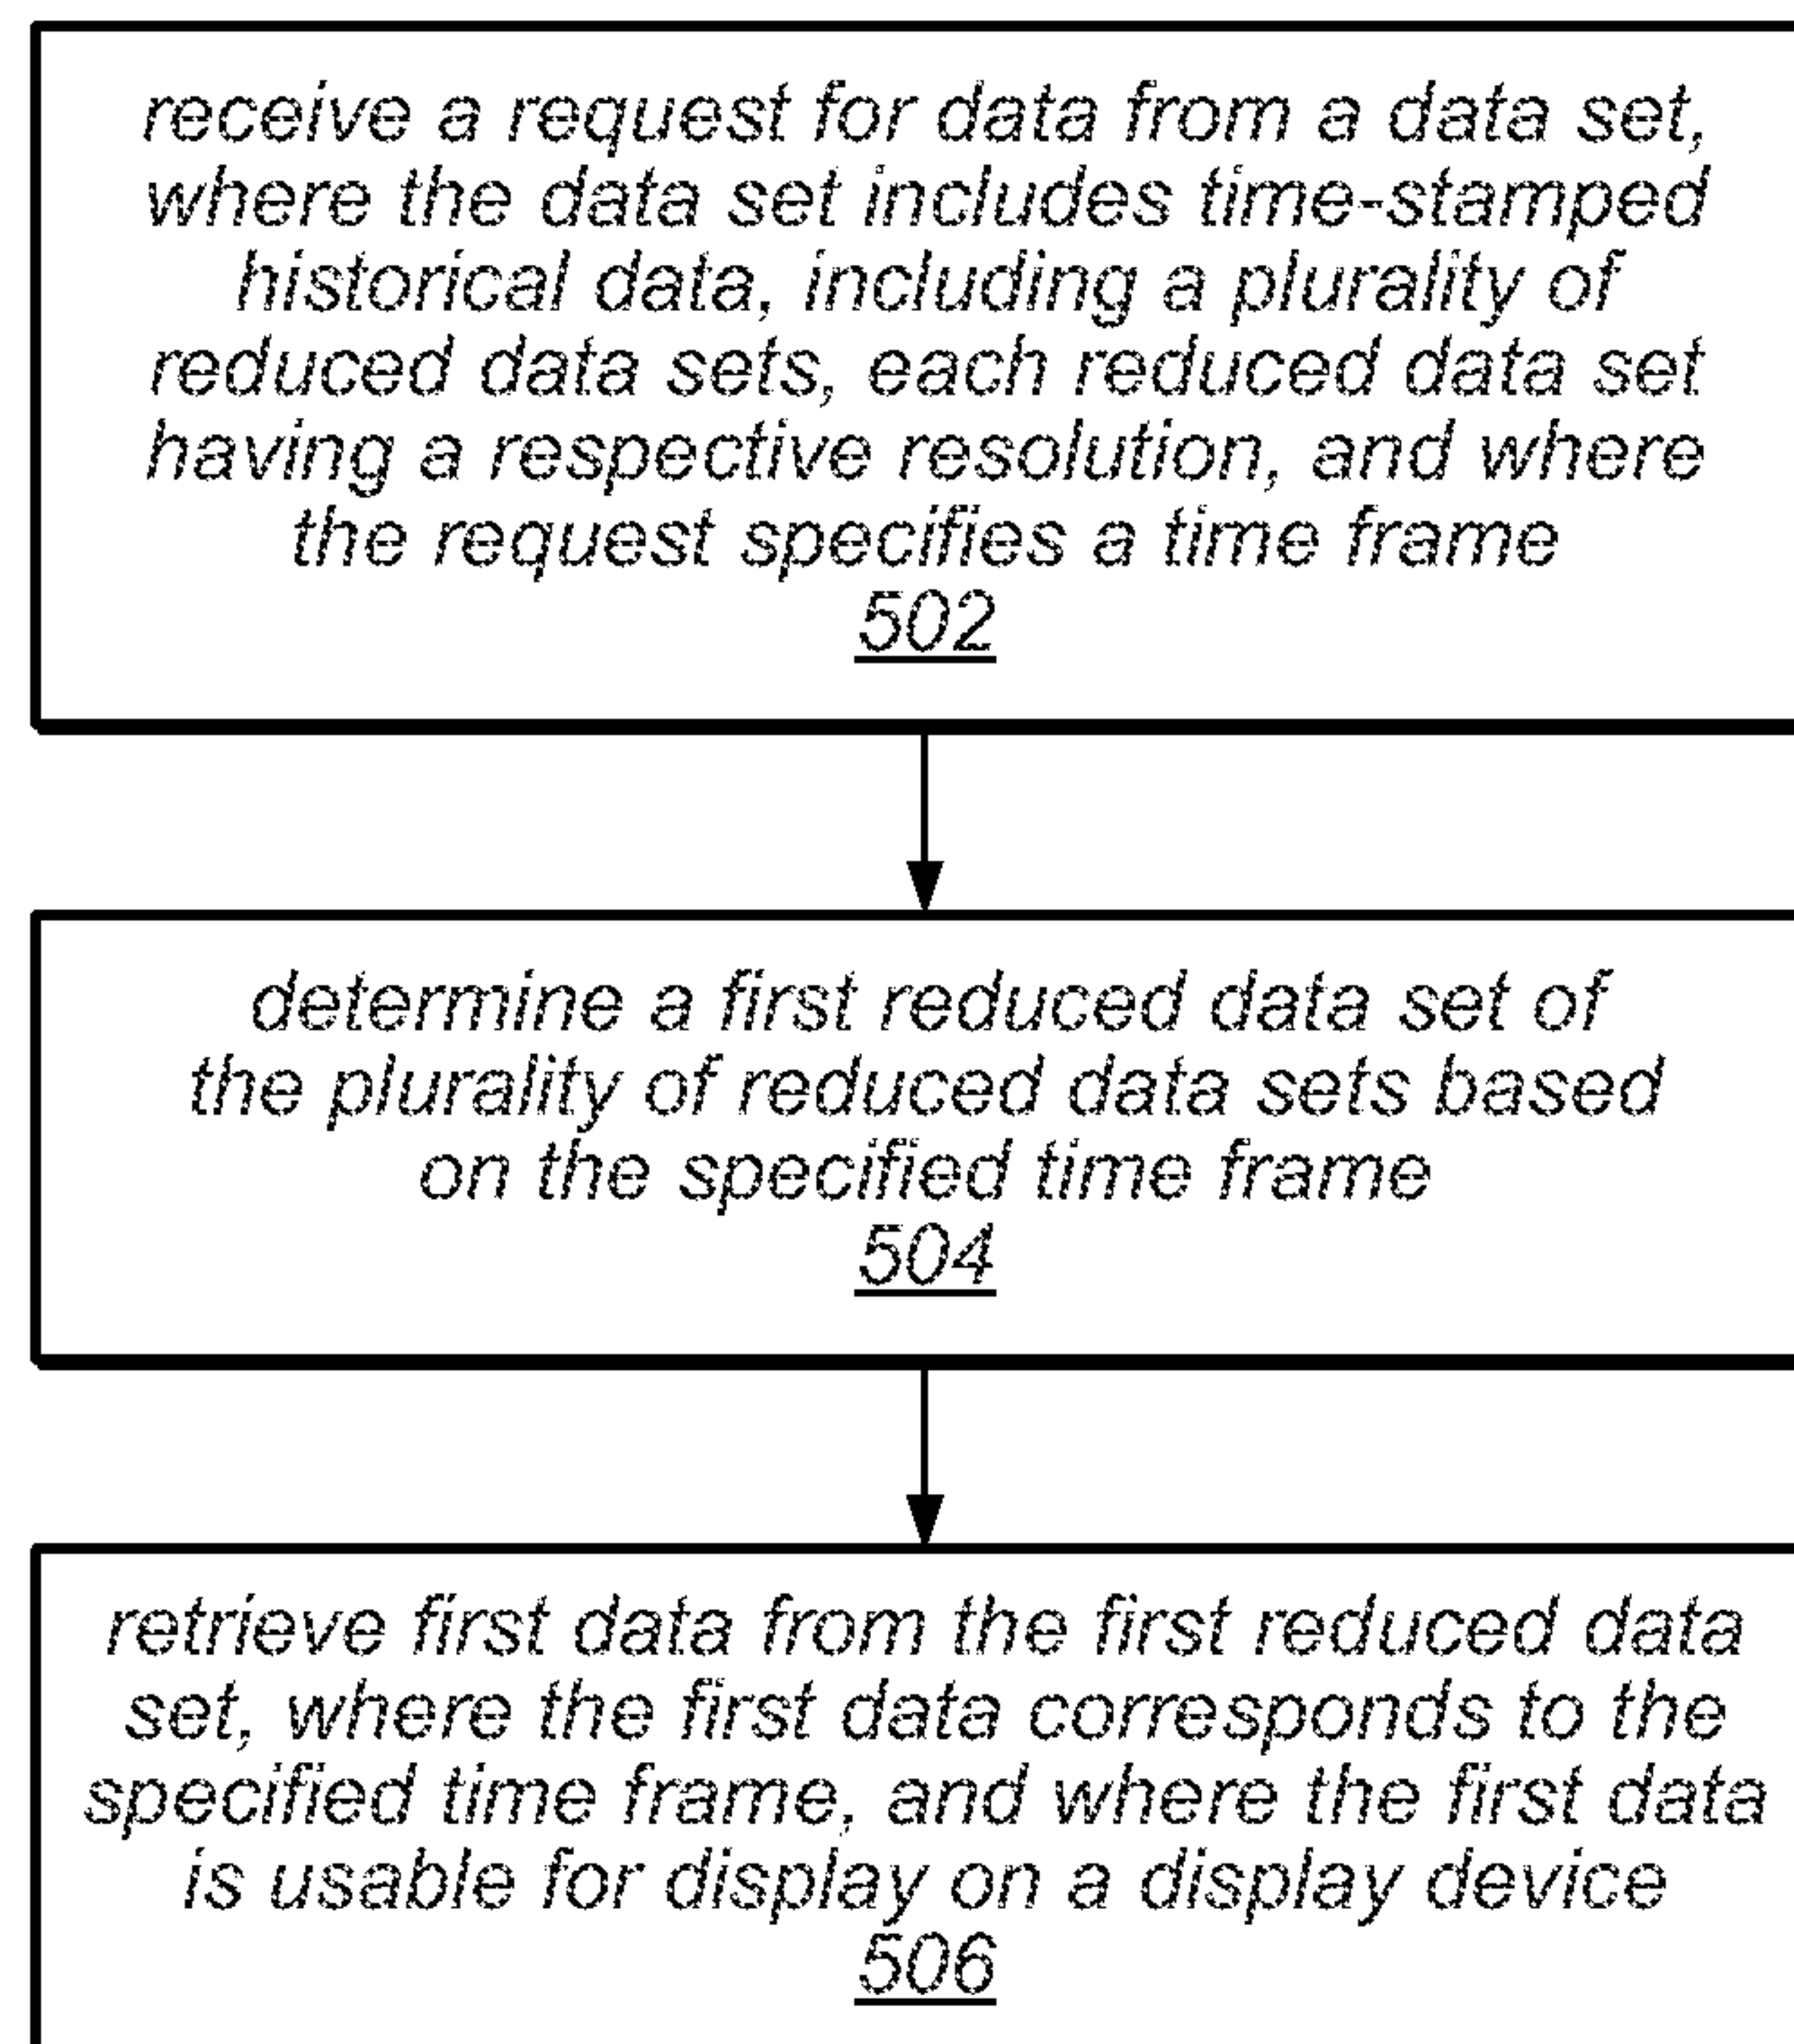 receive a request for data from a data set,
where the data set includes time-stamped
historical data, including a plurality of
reduced data sets, each reduced data set
having a respective resolution, and where
the request specifies a time frame
502
determine a first reduced data set of
the plurality of reduced data sets based
on the specified time frame
504
retrieve first data from the first reduced data
set, where the first data corresponds to the
specified time frame, and where the first data
is usable for display on a display device
506